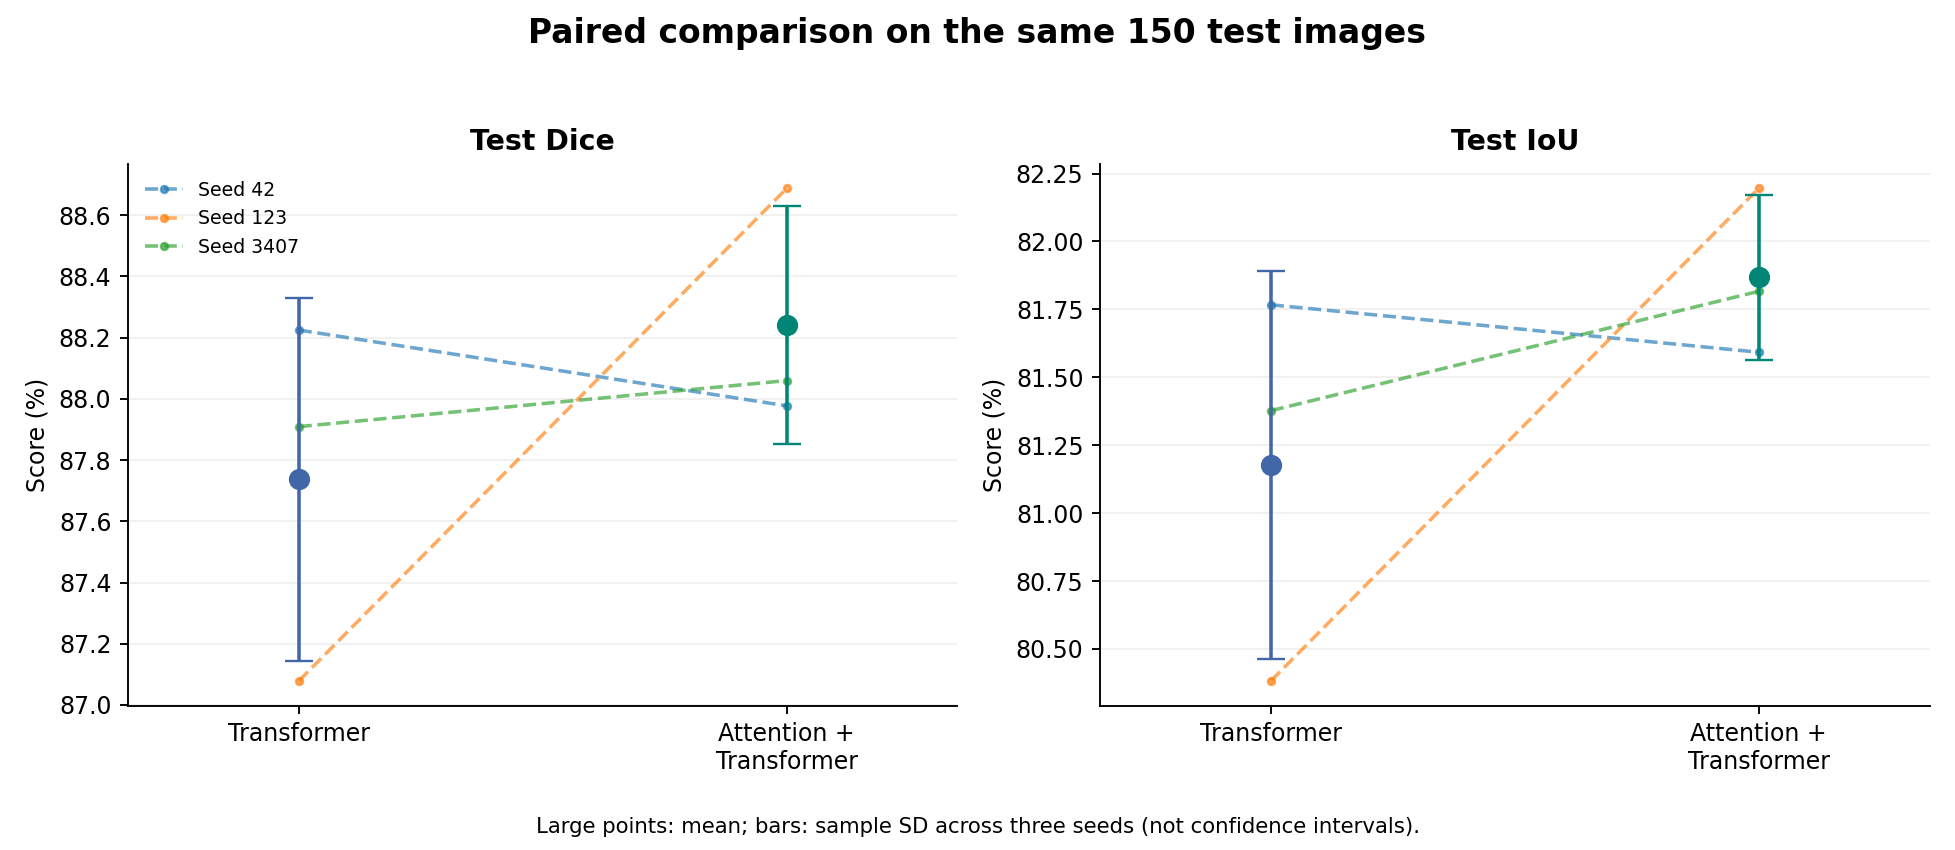 Paired comparison on the same 150 test images
Test Dice
Seed 42
Seed 123
Seed 3407
Score (%)
88.6
88.4
88.2
88.0
87.8
87.6
87.4
87.2
87.0
Transformer
Attention +
Transformer
Test IoU
Score (%)
82.25
82.00
81.75
81.50
81.25
81.00
80.75
80.50
Transformer
Attention +
Transformer
Large points: mean; bars: sample SD across three seeds (not confidence intervals).